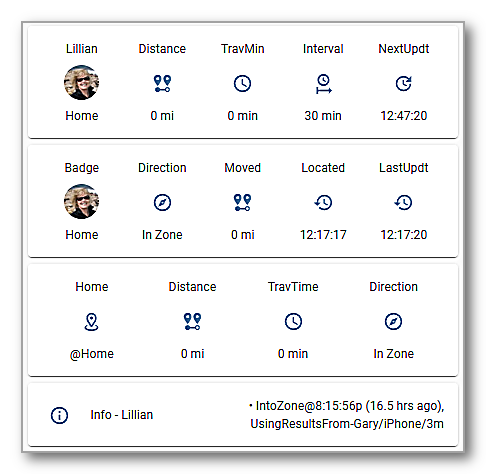 Lillian Distance TravMin Interval NextUpdt
Home 0 mi 0 min 30 min 12:47:20
Badge Direction Moved Located LastUpdt
Home In Zone 0 mi 12:17:17 12:17:20
Home Distance TravTime Direction
@Home 0 mi 0 min In Zone
Info - Lillian
• IntoZone@8:15:56p (16.5 hrs ago),
UsingResultsFrom-Gary/iPhone/3m